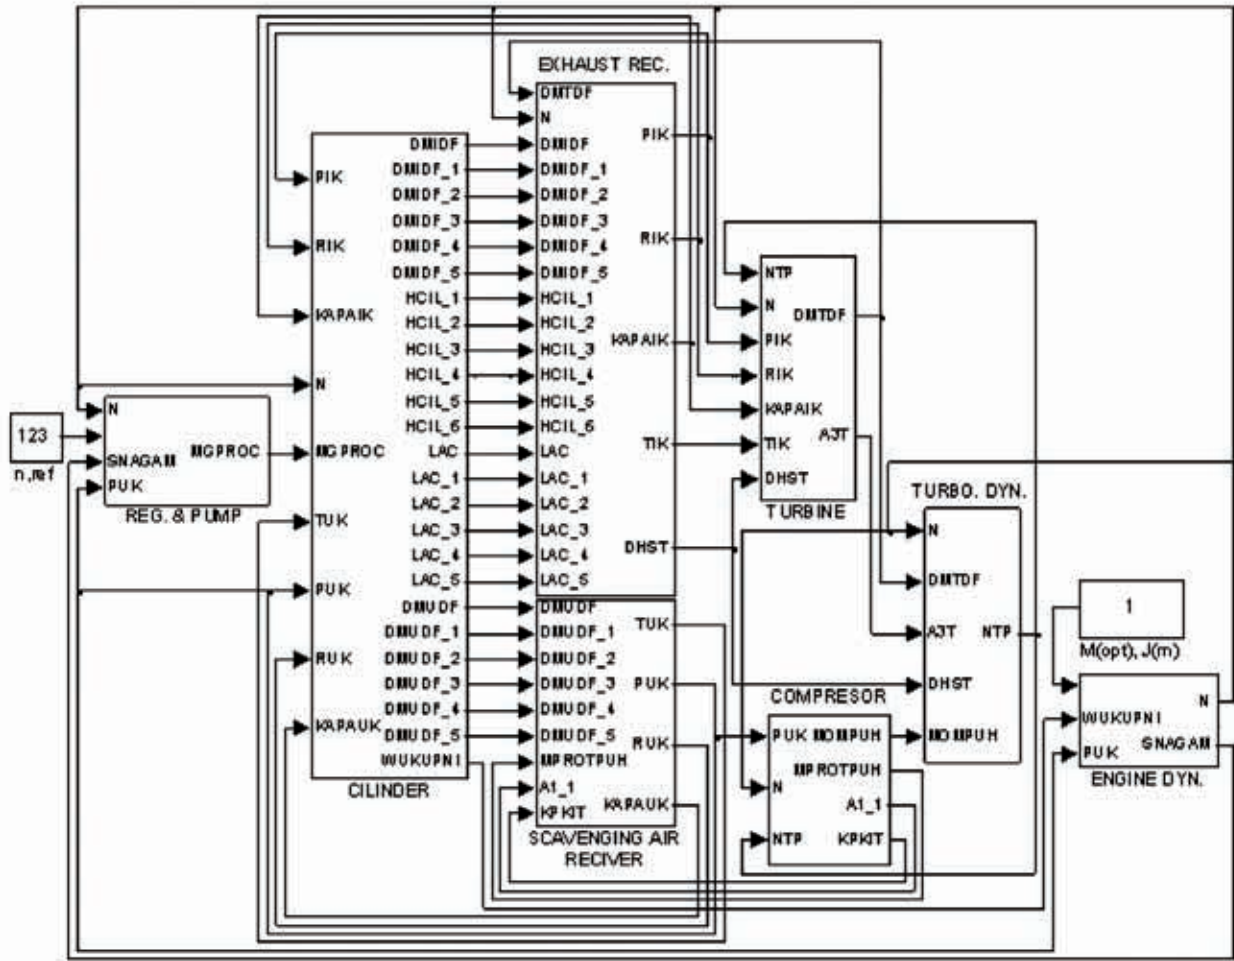 123
n,ref
N
SNAGAM
PUK
MGPROC
REG. & PUMP
PIK
RIK
KAPAIK
N
MGPROC
TUK
PUK
RUK
KAPAUK
DMIDF
DMIDF_1
DMIDF_2
DMIDF_3
DMIDF_4
DMIDF_5
HCIL_1
HCIL_2
HCIL_3
HCIL_4
HCIL_5
HCIL_6
LAC
LAC_1
LAC_2
LAC_3
LAC_4
LAC_5
DMUDF
DMUDF_1
DMUDF_2
DMUDF_3
DMUDF_4
DMUDF_5
WUKUPNI
CILINDER
EXHAUST REC.
DMTDF
N
DMIDF
DMIDF_1
DMIDF_2
DMIDF_3
DMIDF_4
DMIDF_5
HCIL_1
HCIL_2
HCIL_3
HCIL_4
HCIL_5
HCIL_6
LAC
LAC_1
LAC_2
LAC_3
LAC_4
LAC_5
PIK
RIK
KAPAIK
TIK
DHST
DMUDF
DMUDF_1
DMUDF_2
DMUDF_3
DMUDF_4
DMUDF_5
MPROTPUH
A1_1
KPKIT
TUK
PUK
RUK
KAPAUK
SCAVENGING AIR
RECIVER
NTP
N
PIK
RIK
KAPAIK
TIK
DHST
DMTDF
A3T
TURBINE
COMPRESOR
PUK
N
NTP
MOMPUH
MPROTPUH
A1_1
KPKIT
TURBO. DYN.
N
DMTDF
A3T
DHST
MOMPUH
NTP
1
M(opt), J(m)
WUKUPNI
PUK
N
SNAGAM
ENGINE DYN.